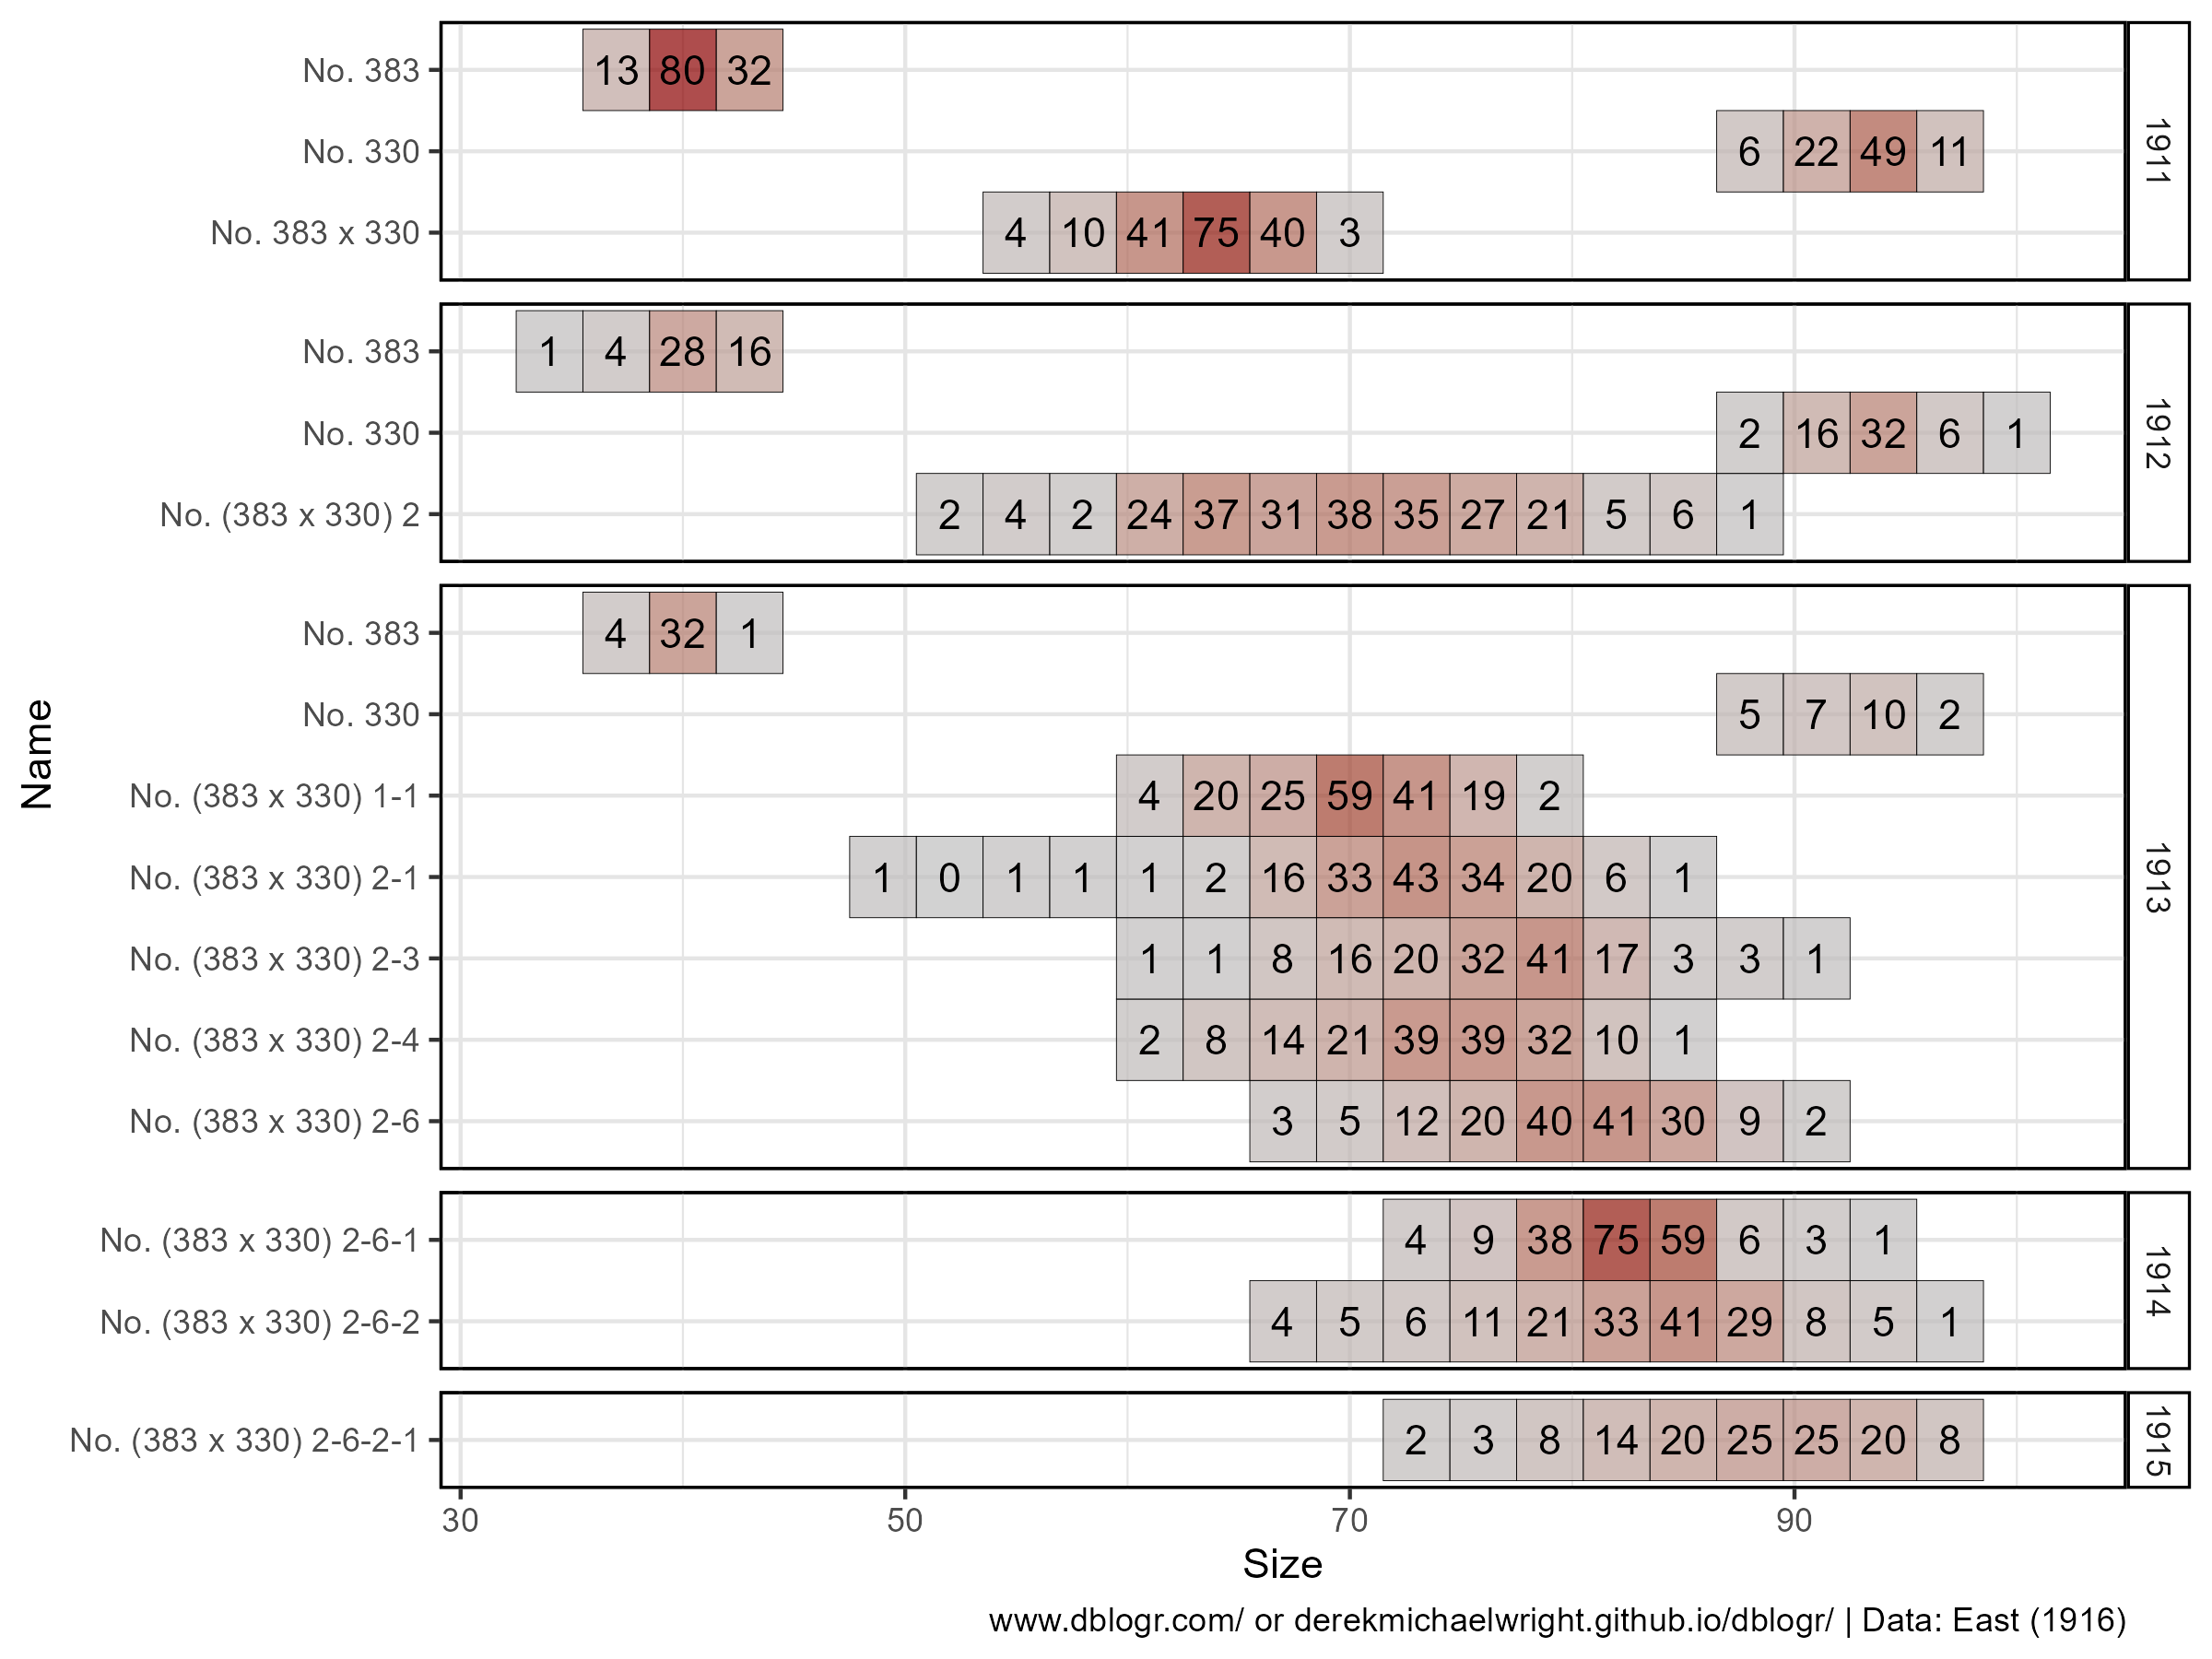 No. 383 13 80 32
No. 330 6 22 49 11
No. 383 x 330 4 10 41 75 40 3
1911
No. 383 1 4 28 16
No. 330 2 16 32 6 1
No. (383 x 330) 2 2 4 2 24 37 31 38 35 27 21 5 6 1
1912
No. 383 4 32 1
No. 330 5 7 10 2
No. (383 x 330) 1-1 4 20 25 59 41 19 2
No. (383 x 330) 2-1 1 0 1 1 1 2 16 33 43 34 20 6 1
No. (383 x 330) 2-3 1 1 8 16 20 32 41 17 3 3 1
No. (383 x 330) 2-4 2 8 14 21 39 39 32 10 1
No. (383 x 330) 2-6 3 5 12 20 40 41 30 9 2
1913
No. (383 x 330) 2-6-1 4 9 38 75 59 6 3 1
No. (383 x 330) 2-6-2 4 5 6 11 21 33 41 29 8 5 1
1914
No. (383 x 330) 2-6-2-1 2 3 8 14 20 25 25 20 8
1915
Name
30 50 70 90
Size
www.dblogr.com/ or derekmichaelwright.github.io/dblogr/ | Data: East (1916)